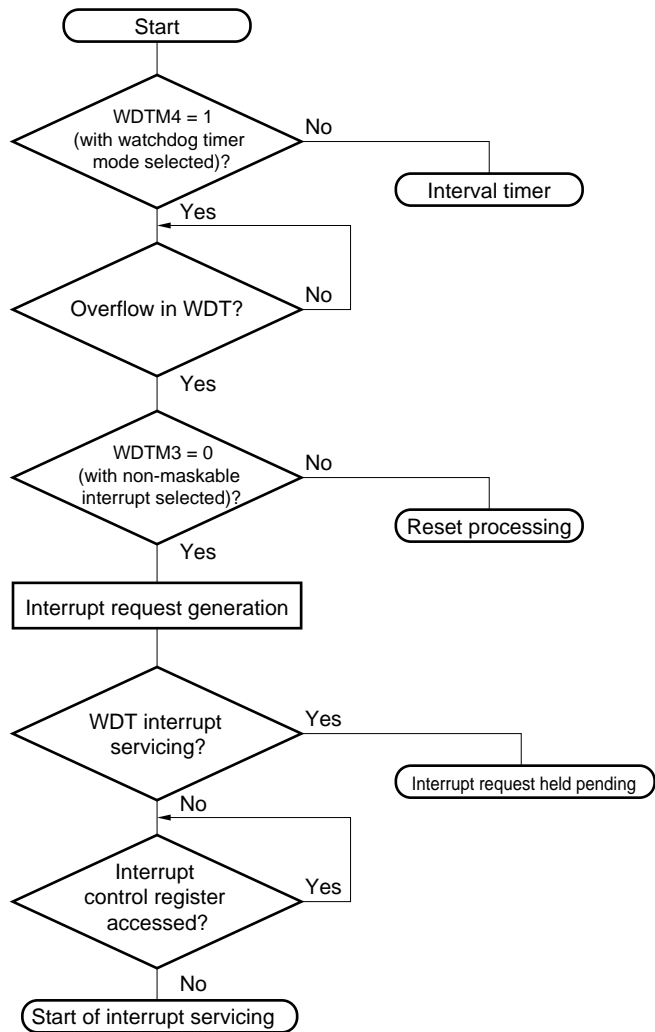 Start
WDTM4 = 1
(with watchdog timer
mode selected)?
No
Interval timer
Yes
Overflow in WDT?
No
Yes
WDTM3 = 0
(with non-maskable
interrupt selected)?
No
Reset processing
Yes
Interrupt request generation
WDT interrupt
servicing?
Yes
Interrupt request held pending
No
Interrupt
control register
accessed?
Yes
No
Start of interrupt servicing